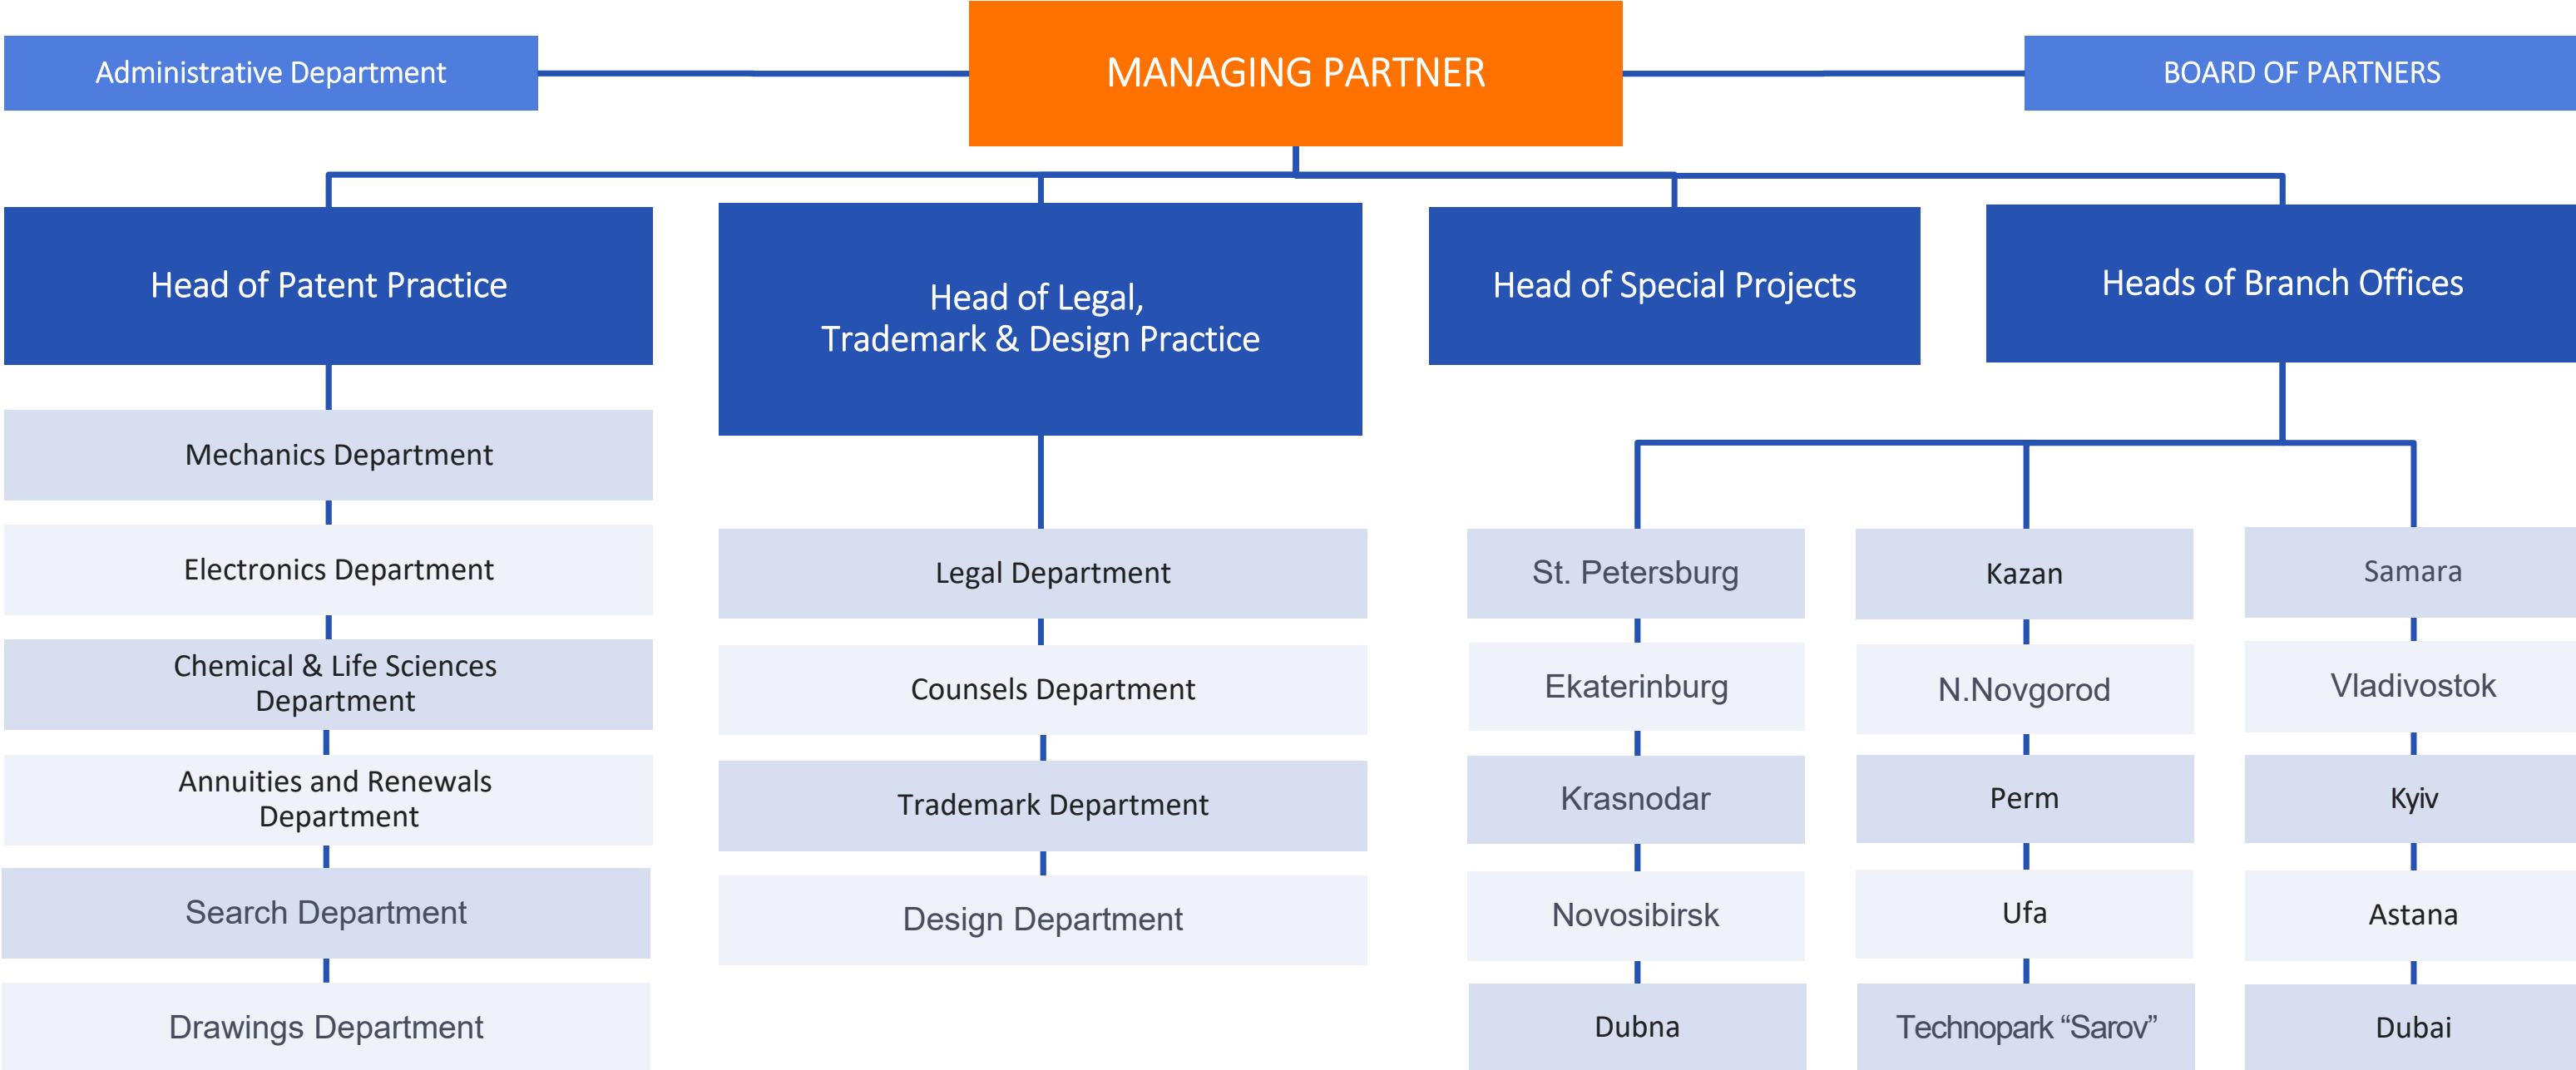 Administrative Department
MANAGING PARTNER
BOARD OF PARTNERS
Head of Patent Practice
Head of Legal,
Trademark & Design Practice
Head of Special Projects
Heads of Branch Offices
Mechanics Department
Electronics Department
Chemical & Life Sciences
Department
Annuities and Renewals
Department
Search Department
Drawings Department
Legal Department
Counsels Department
Trademark Department
Design Department
St. Petersburg
Ekaterinburg
Krasnodar
Novosibirsk
Dubna
Kazan
N.Novgorod
Perm
Ufa
Technopark “Sarov”
Samara
Vladivostok
Kyiv
Astana
Dubai